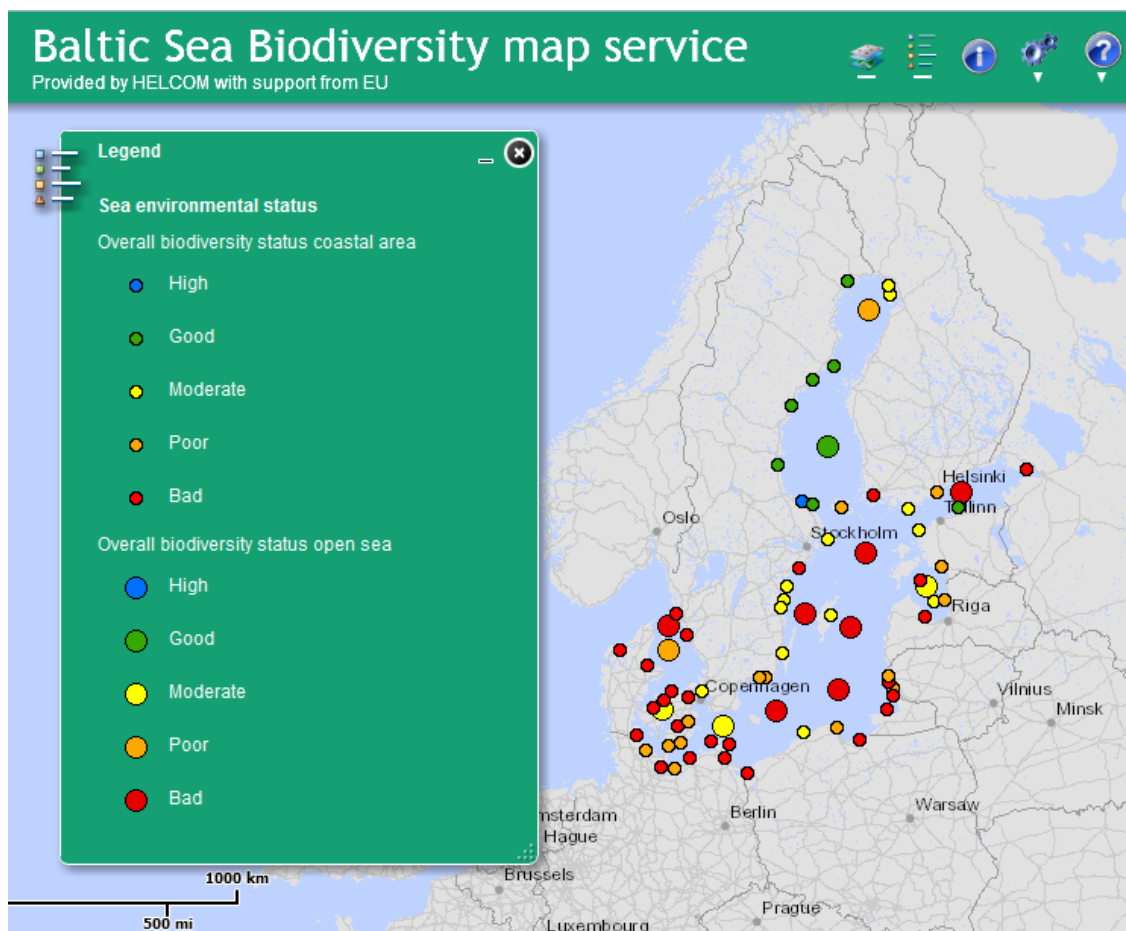 Baltic Sea Biodiversity map service
Provided by HELCOM with support from EU
Legend
Sea environmental status
Overall biodiversity status coastal area
High
Good
Moderate
Poor
Bad
Overall biodiversity status open sea
High
Good
Moderate
Poor
Bad
Helsinki
Tallinn
Oslo
Stockholm
Riga
Copenhagen
Vilnius
Minsk
msterdam
Hague
Berlin
Warsaw
Brussels
Prague
Luxembourg
1000 km
500 mi